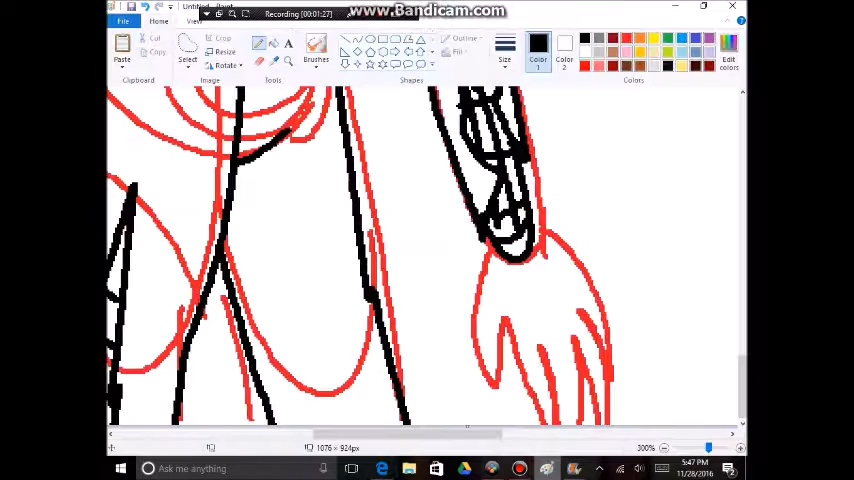 Untitled - Paint
Recording [00:01:27]
www.Bandicam.com
File
Home
View
Paste
Cut
Copy
Clipboard
Select
Crop
Resize
Rotate
Image
Tools
Brushes
Shapes
Outline
Fill
Size
Color 1
Color 2
Colors
Edit colors
1076 × 924px
300%
Ask me anything
5:47 PM
11/28/2016
2